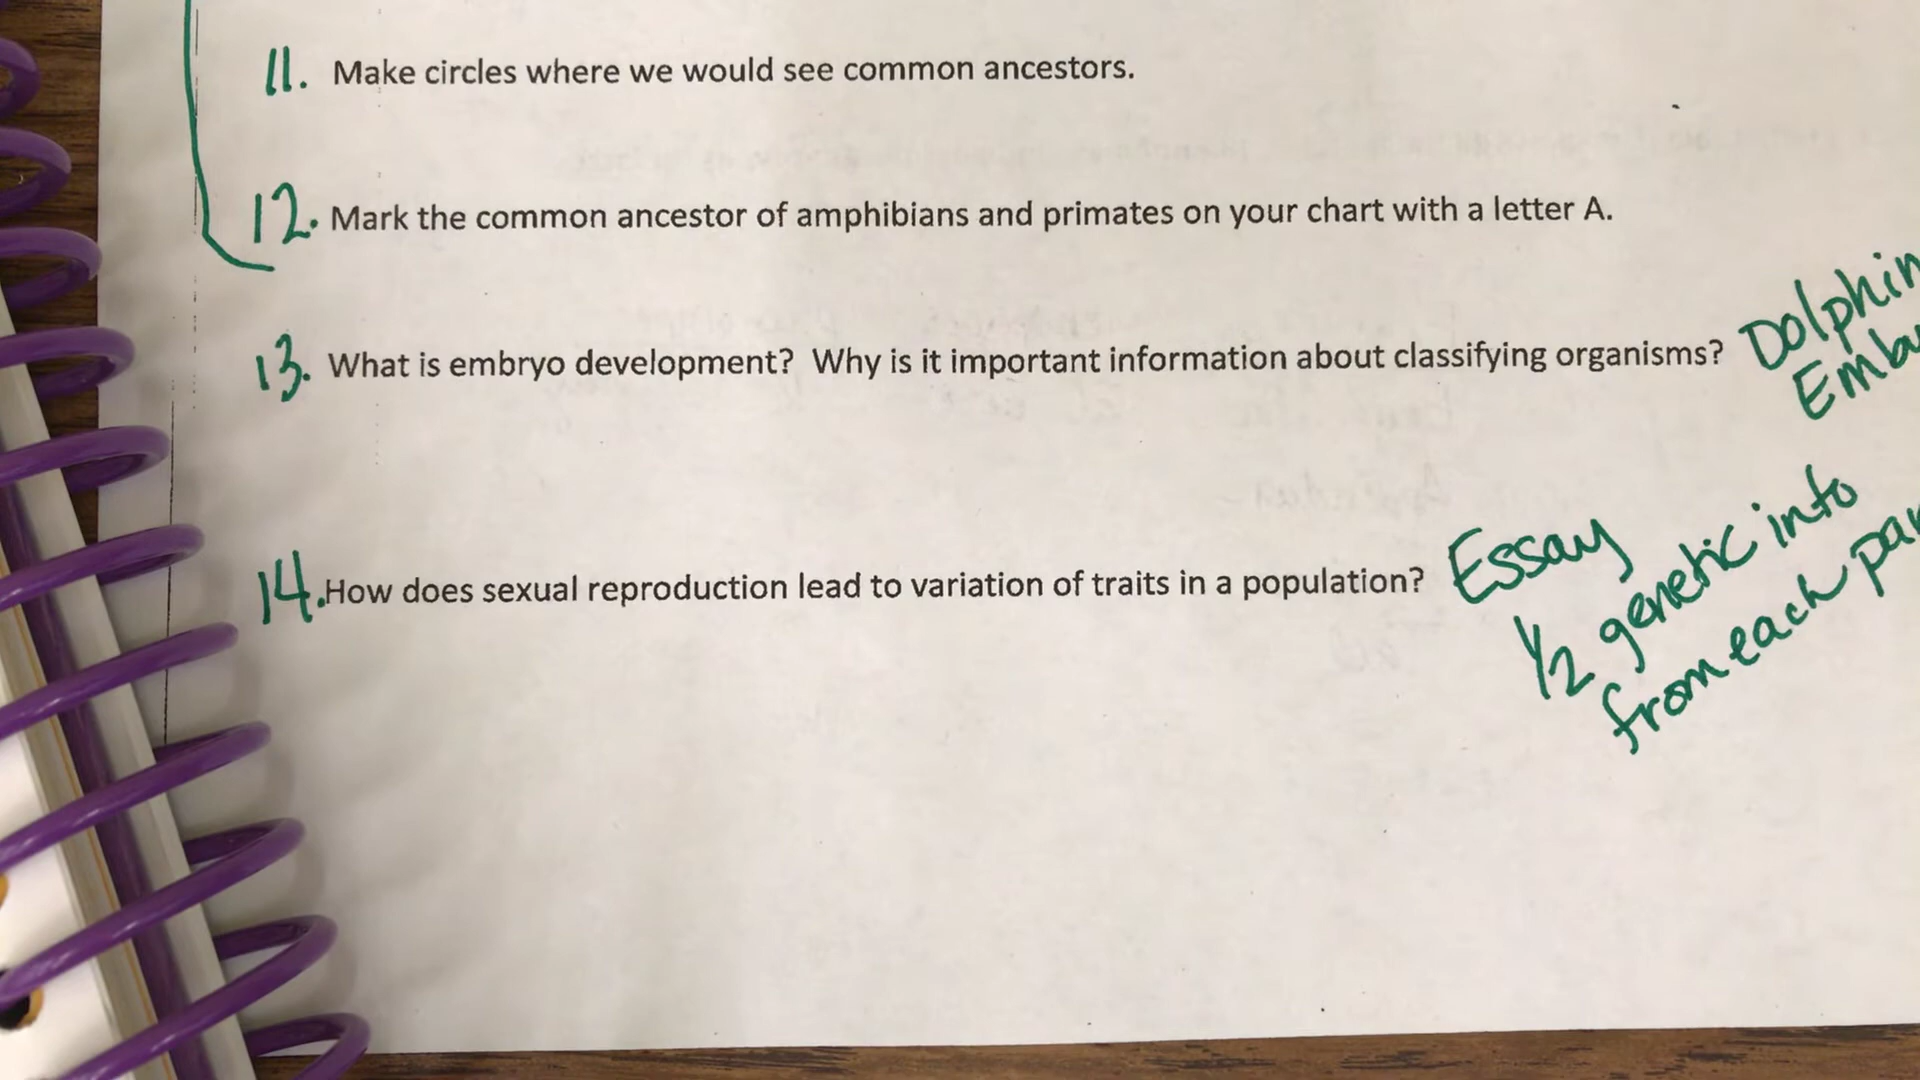 11. Make circles where we would see common ancestors.
12. Mark the common ancestor of amphibians and primates on your chart with a letter A.
13. What is embryo development? Why is it important information about classifying organisms?
Dolphin
14. How does sexual reproduction lead to variation of traits in a population?
Essay
1/2 genetic into
from each